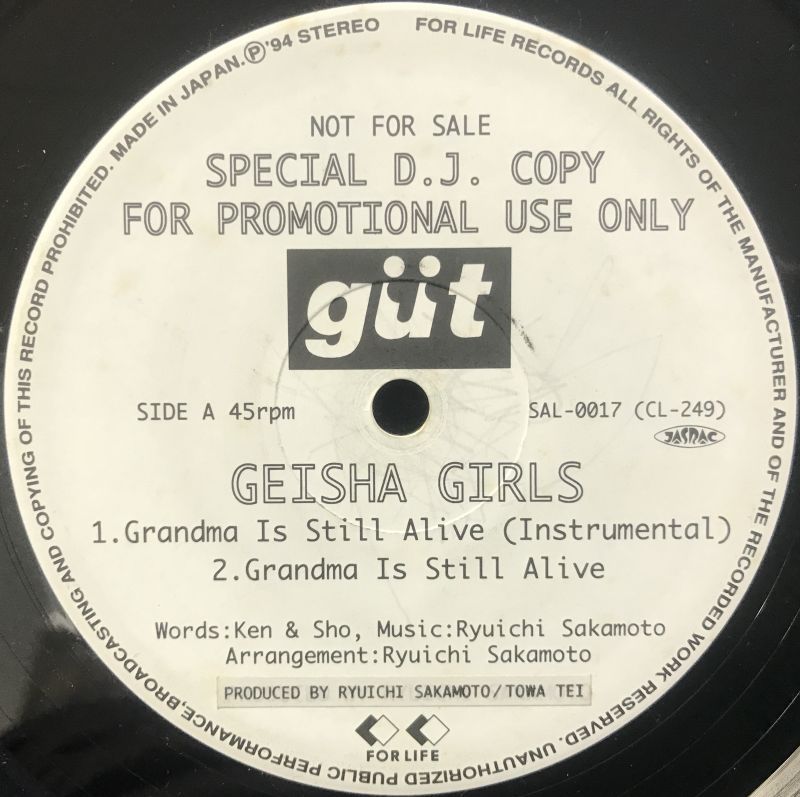 MADE IN JAPAN. Ⓟ'94 STEREO FOR LIFE RECORDS ALL RIGHTS OF THE MANUFACTURER AND OF THE RECORDED WORK RESERVED. UNAUTHORIZED PUBLIC PERFORMANCE, BROADCASTING AND COPYING OF THIS RECORD PROHIBITED.
NOT FOR SALE
SPECIAL D.J. COPY
FOR PROMOTIONAL USE ONLY
güt
SIDE A 45rpm
SAL-0017 (CL-249)
JASRAC
GEISHA GIRLS
1.Grandma Is Still Alive (Instrumental)
2.Grandma Is Still Alive
Words:Ken & Sho, Music:Ryuichi Sakamoto
Arrangement:Ryuichi Sakamoto
PRODUCED BY RYUICHI SAKAMOTO/TOWA TEI
FOR LIFE